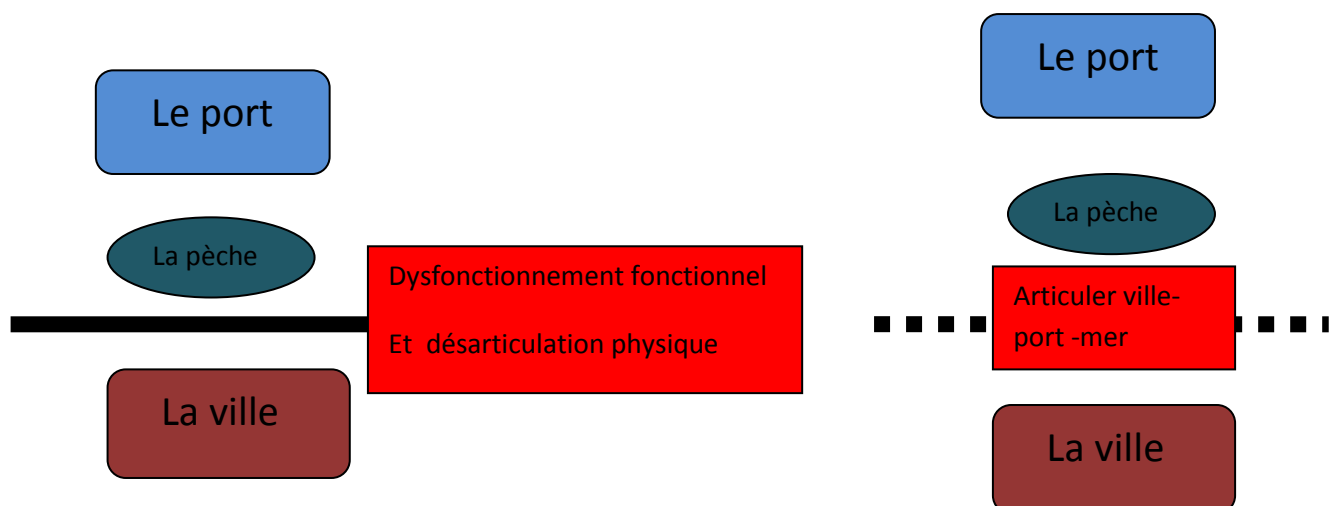 Le port
La pèche
Dysfonctionnement fonctionnel
Et désarticulation physique
La ville
Le port
La pèche
Articuler ville-
port -mer
La ville